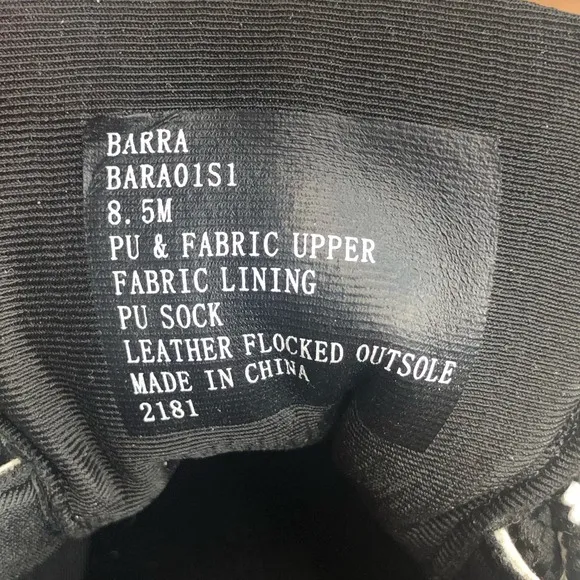 BARRA
BARA01S1
8.5M
PU & FABRIC UPPER
FABRIC LINING
PU SOCK
LEATHER FLOCKED OUTSOLE
MADE IN CHINA
2181